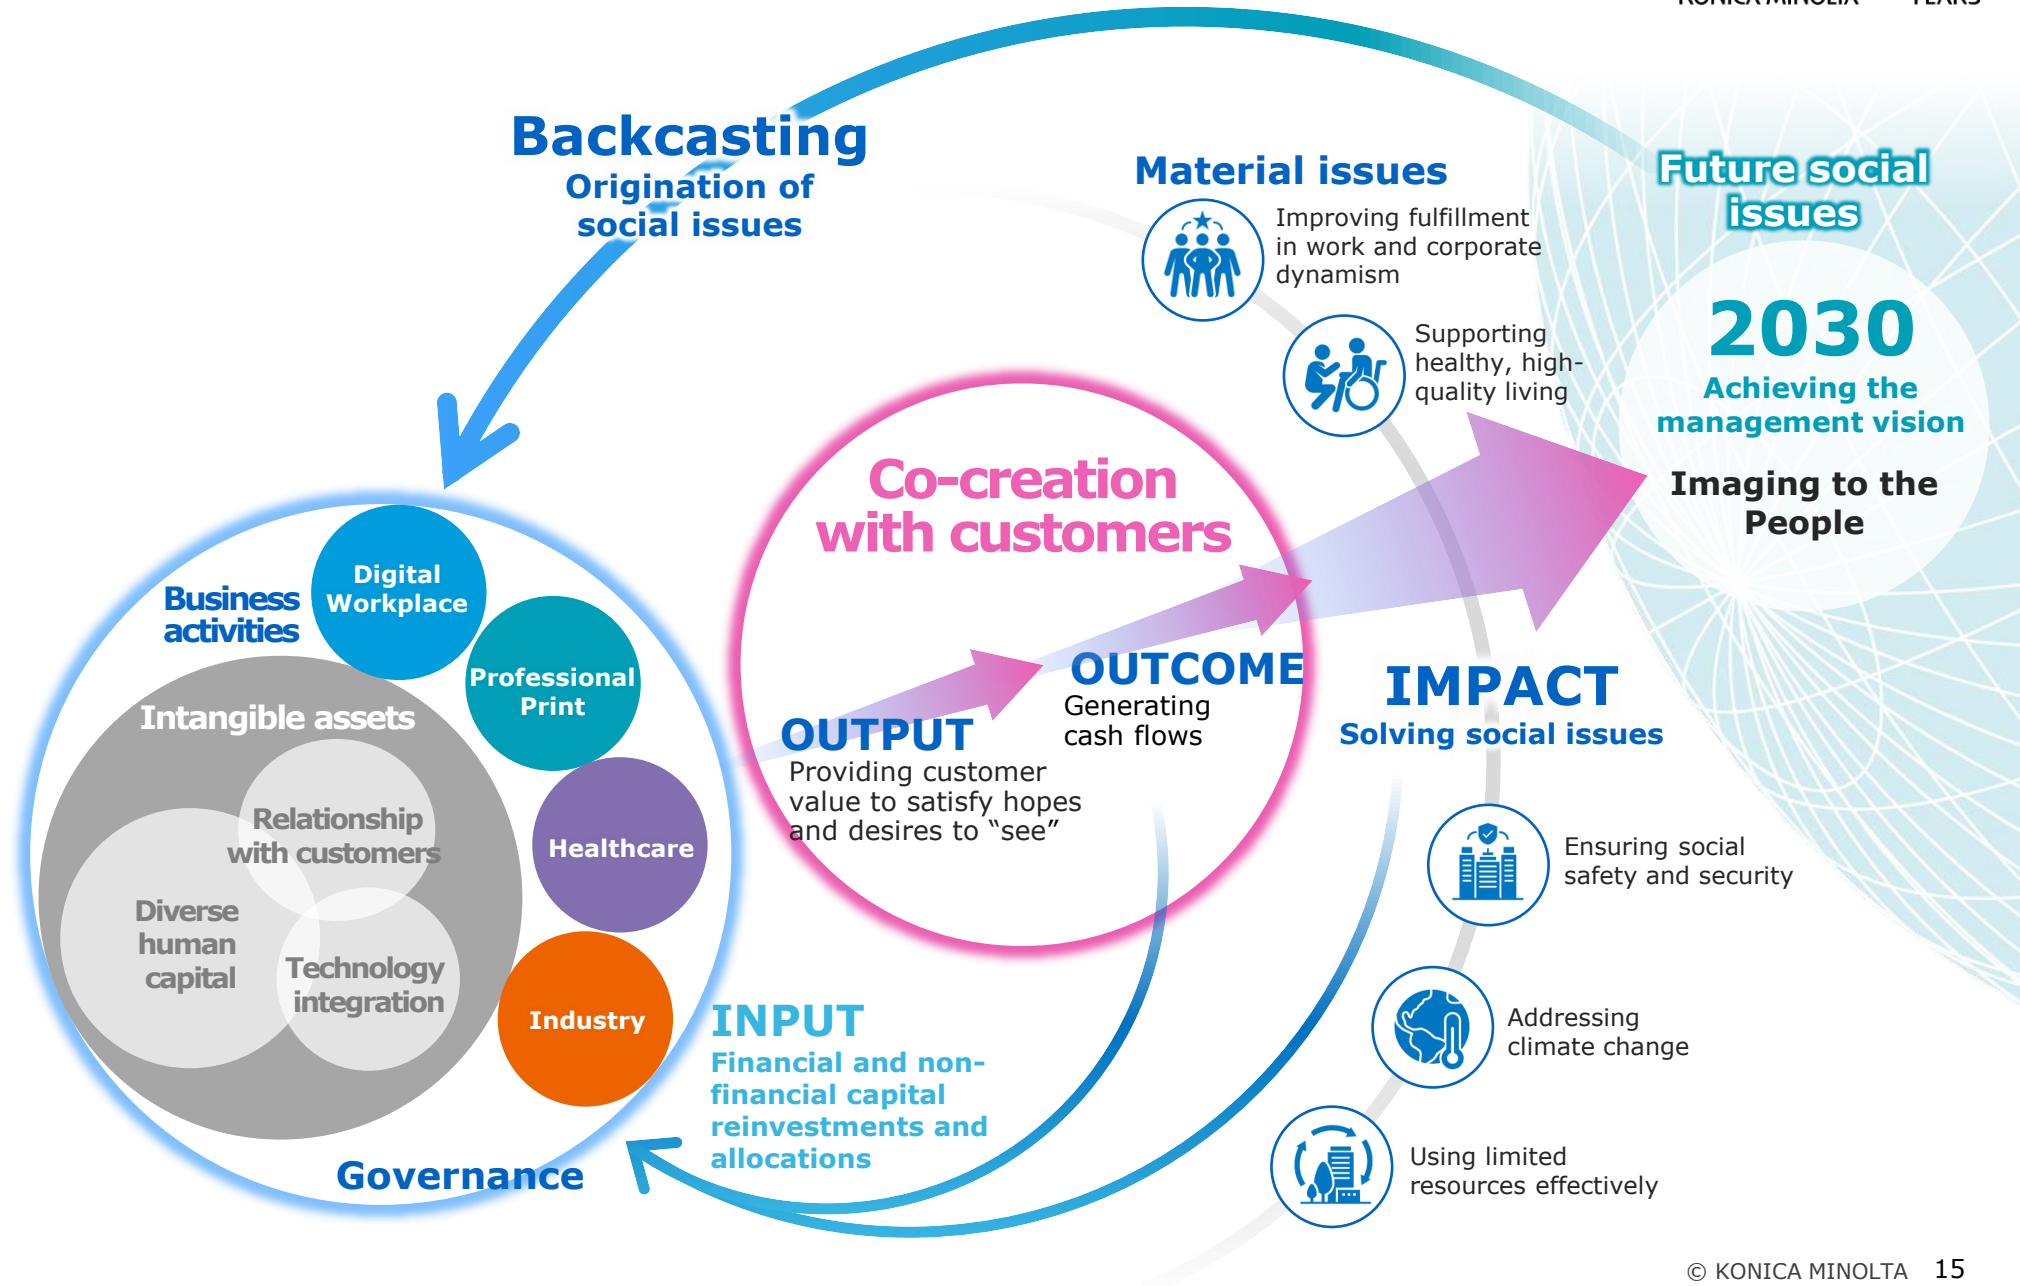 KONICA MINOLTA
YEARS
Backcasting
Origination of
social issues
Material issues
Improving fulfillment
in work and corporate
dynamism
Supporting
healthy, high-
quality living
Future social
issues
2030
Achieving the
management vision
Imaging to the
People
Co-creation
with customers
OUTPUT
Providing customer
value to satisfy hopes
and desires to “see”
OUTCOME
Generating
cash flows
IMPACT
Solving social issues
Ensuring social
safety and security
Addressing
climate change
Using limited
resources effectively
Business
activities
Digital
Workplace
Professional
Print
Healthcare
Industry
Intangible assets
Relationship
with customers
Diverse
human
capital
Technology
integration
Governance
INPUT
Financial and non-
financial capital
reinvestments and
allocations
© KONICA MINOLTA 15